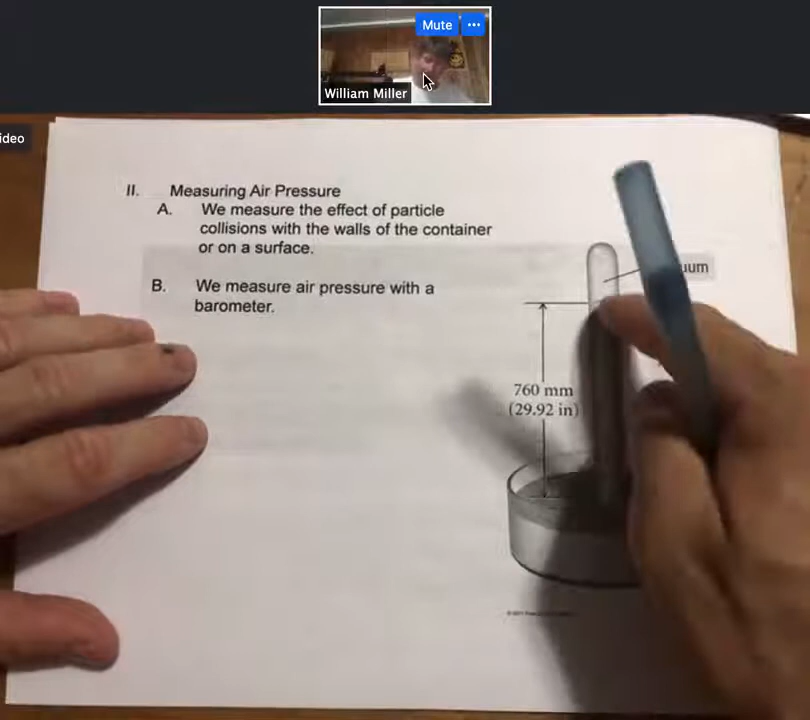 Mute ...
William Miller
ideo
II. Measuring Air Pressure
A. We measure the effect of particle
collisions with the walls of the container
or on a surface.
uum
B. We measure air pressure with a
barometer.
760 mm
(29.92 in)